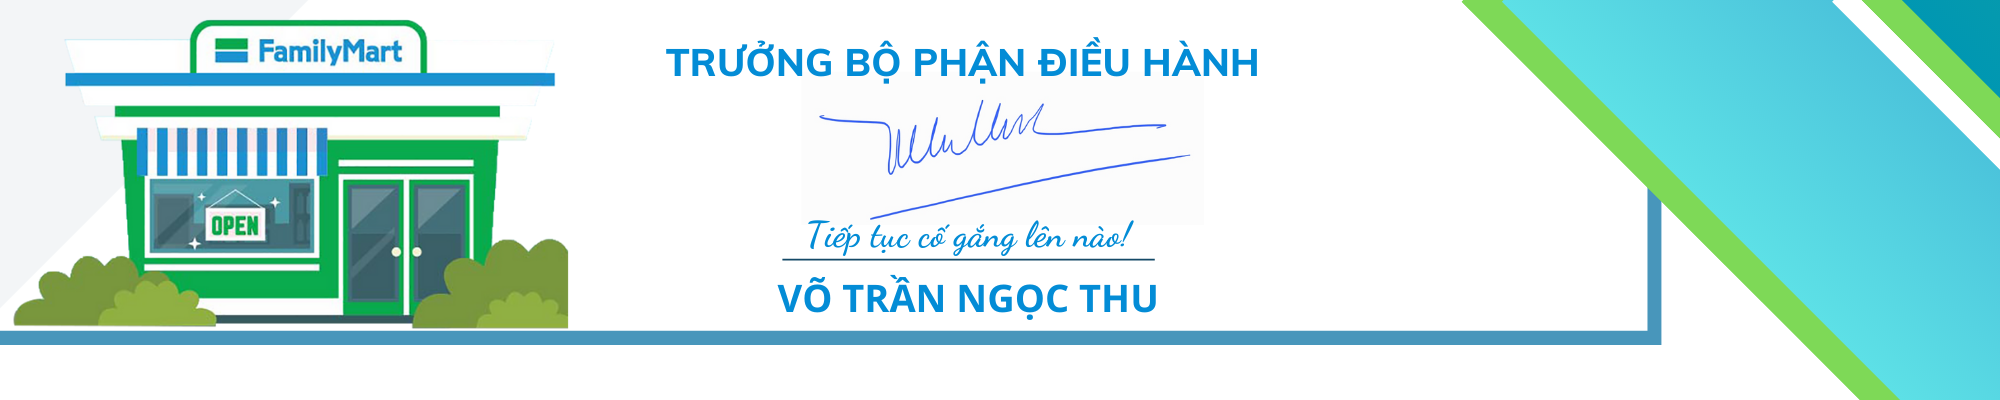 FamilyMart
OPEN
TRƯỞNG BỘ PHẬN ĐIỀU HÀNH
Tiếp tục cố gắng lên nào!
VÕ TRẦN NGỌC THU